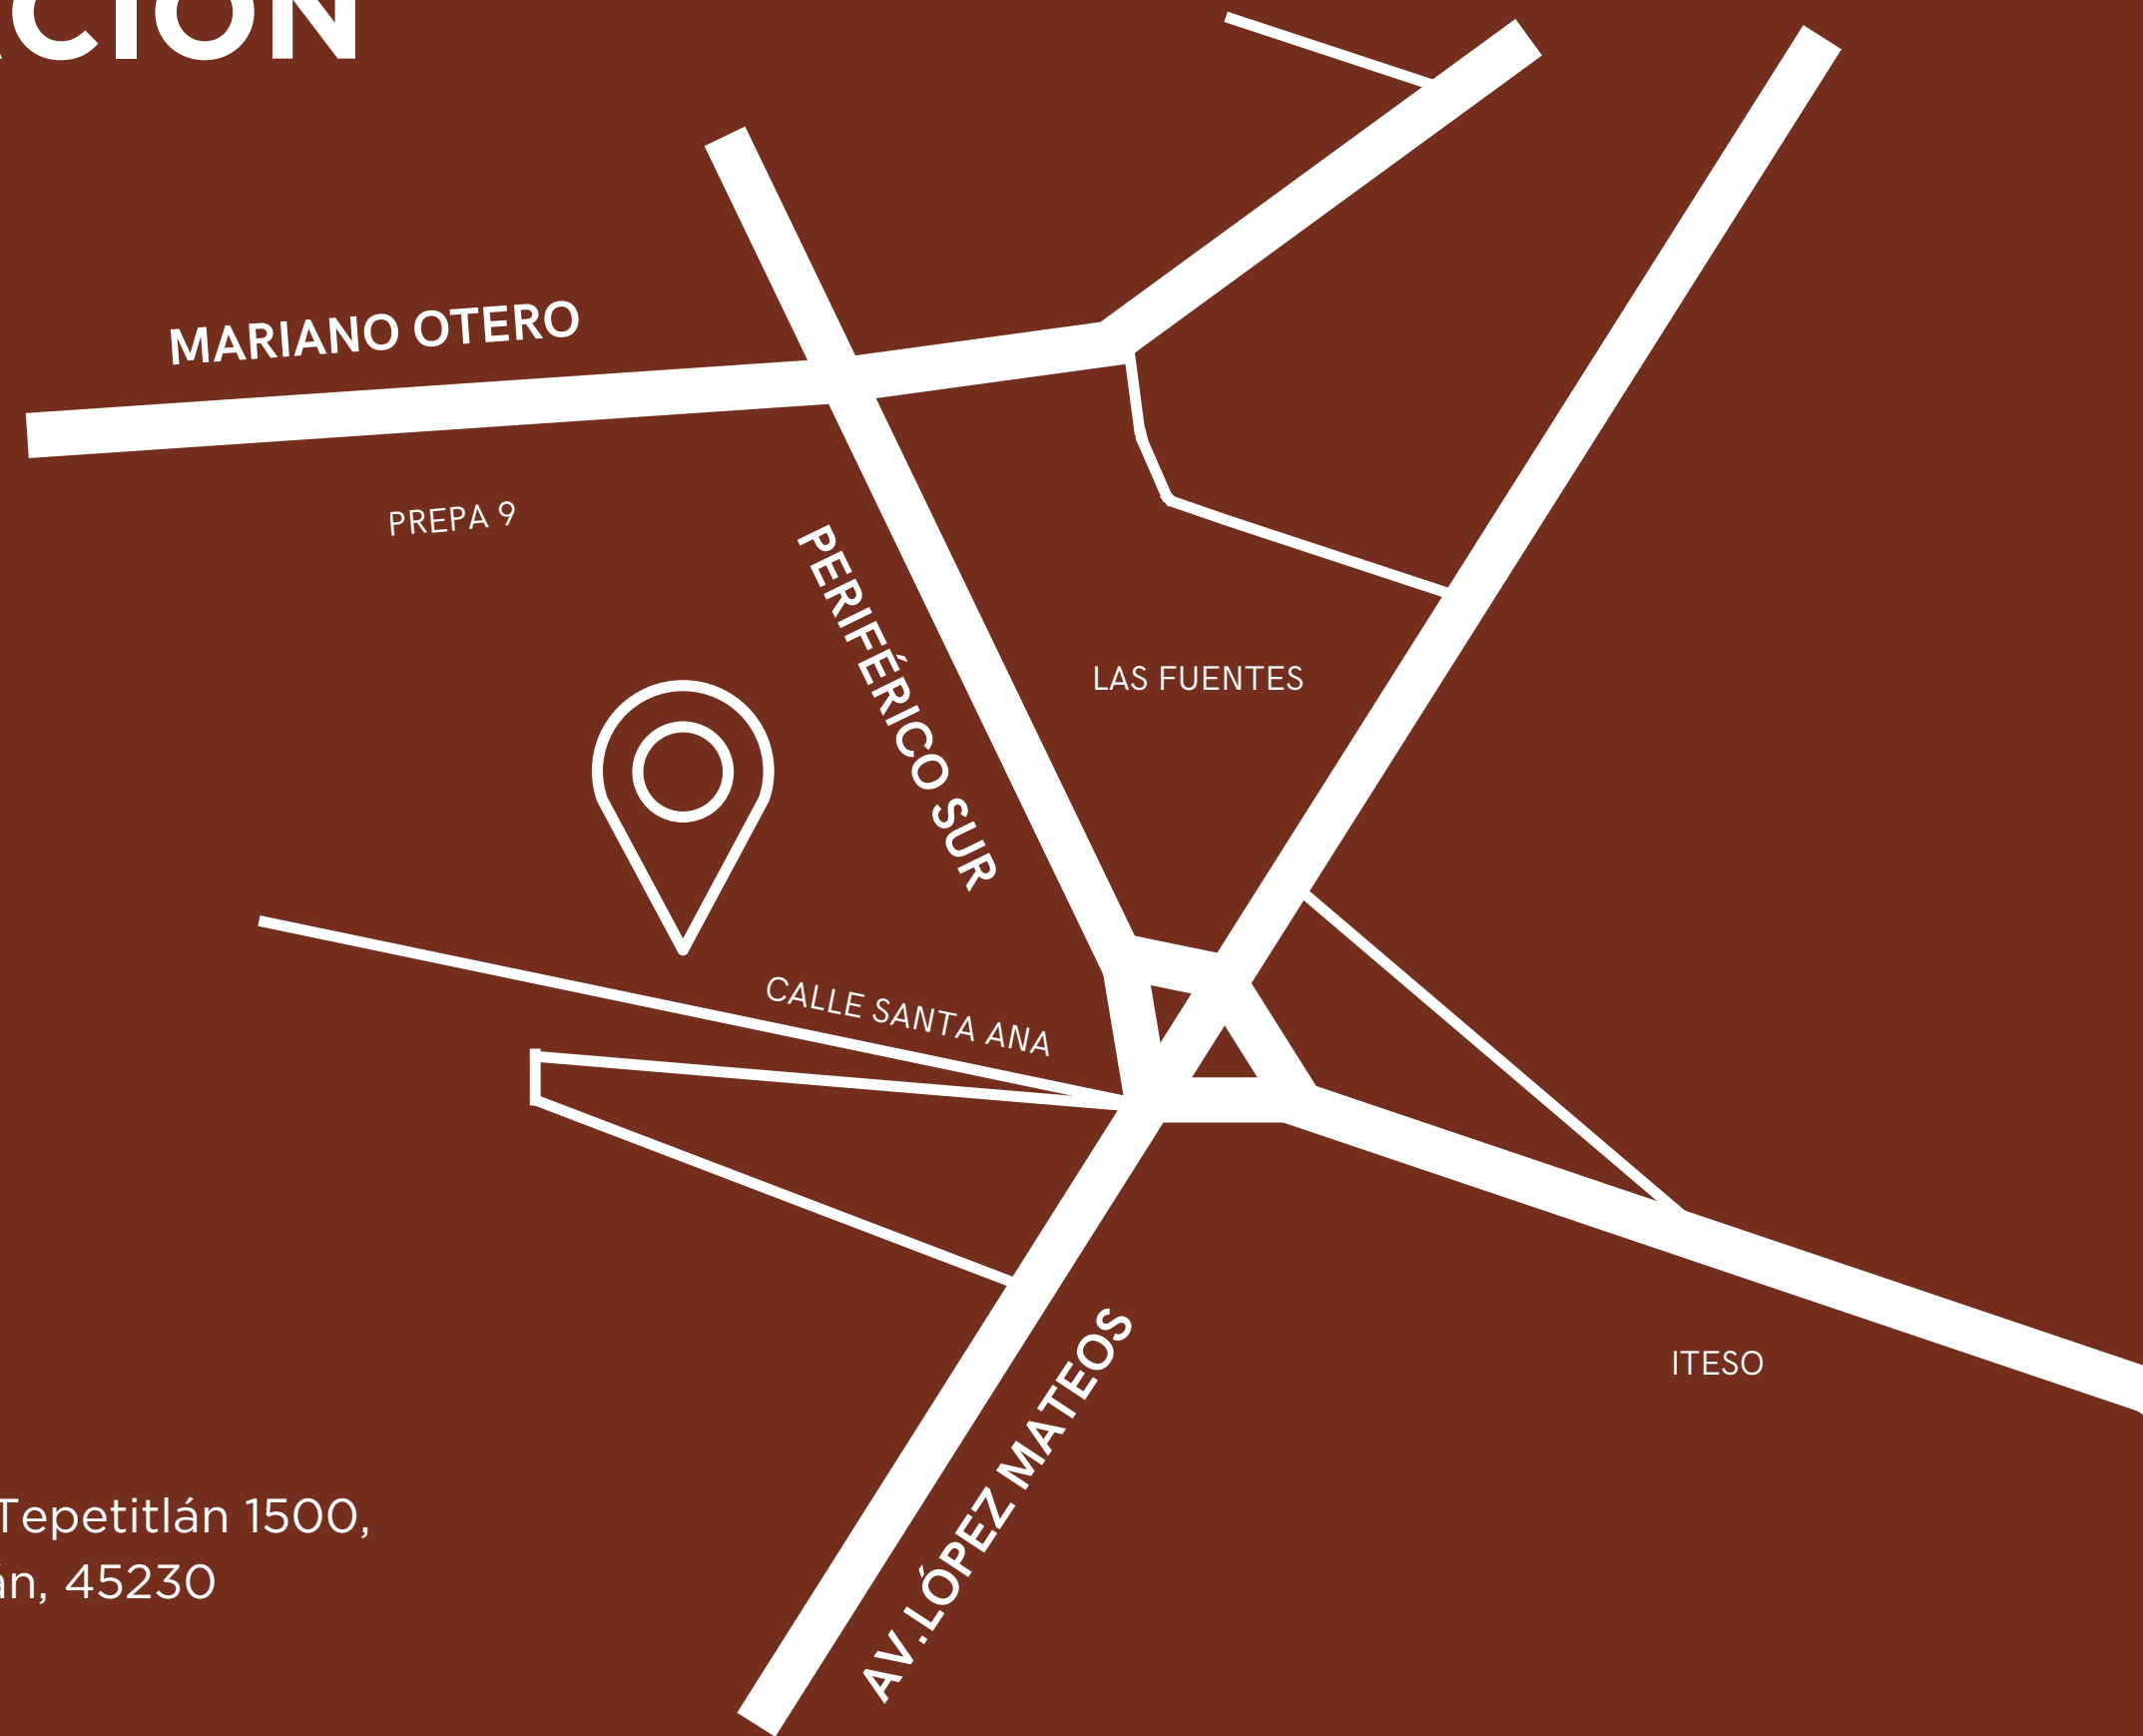 CIÓN
MARIANO OTERO
PREPA 9
PERIFÉRICO SUR
LAS FUENTES
CALLE SANTA ANA
ITESO
AV. LÓPEZ MATEOS
Tepetitlán 1500,
án, 45230